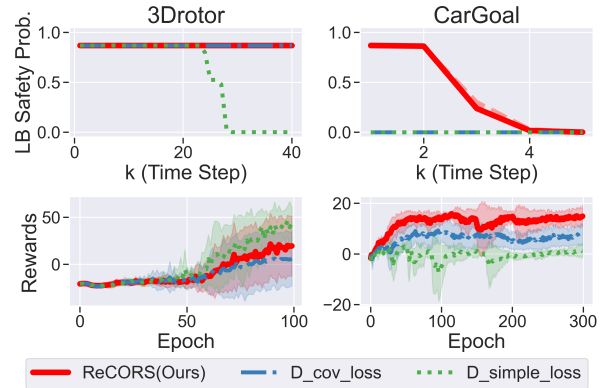 3Drotor
CarGoal
LB Safety Prob.
1.0
0.5
0.0
0
20
40
k (Time Step)
1.0
0.5
0.0
2
4
k (Time Step)
Rewards
50
0
0
50
100
Epoch
20
0
−20
0
100
200
300
Epoch
ReCORS(Ours)
D_cov_loss
D_simple_loss